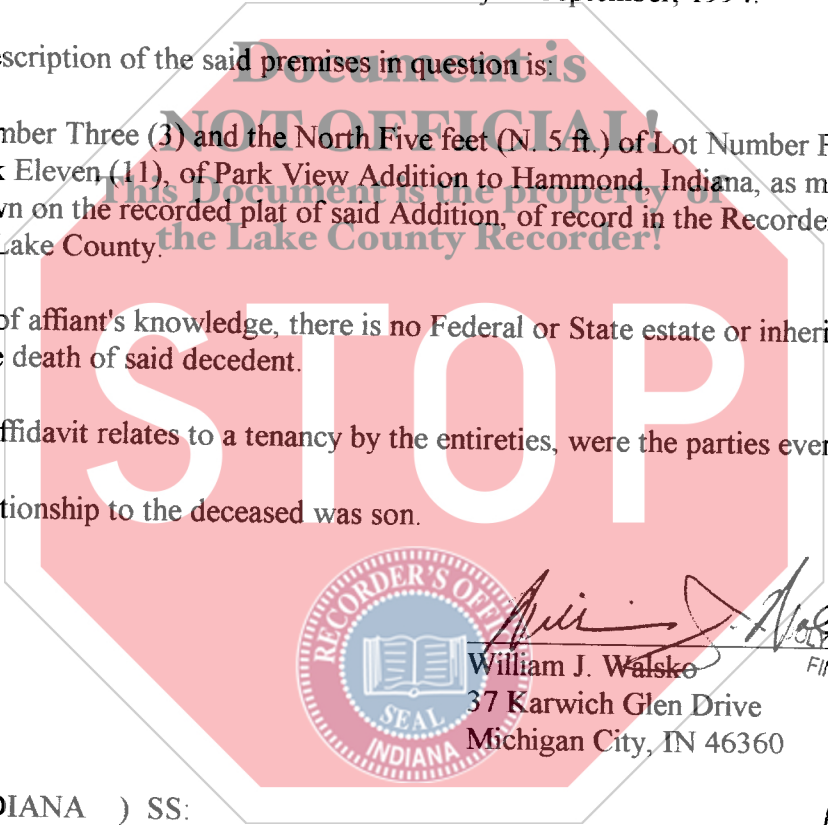 September, 1994.
escription of the said premises in question is:
Document is
NOT OFFICIAL!
This Document is the property of
the Lake County Recorder!
mber Three (3) and the North Five feet (N. 5 ft.) of Lot Number F
k Eleven (11), of Park View Addition to Hammond, Indiana, as m
wn on the recorded plat of said Addition, of record in the Recorder
Lake County.
of affiant's knowledge, there is no Federal or State estate or inheri
e death of said decedent.
STOP
ffidavit relates to a tenancy by the entireties, were the parties ever
tionship to the deceased was son.
RECORDER'S OFFI
SEAL
INDIANA
William J. Walsko
37 Karwich Glen Drive
Michigan City, IN 46360
DIANA ) SS: